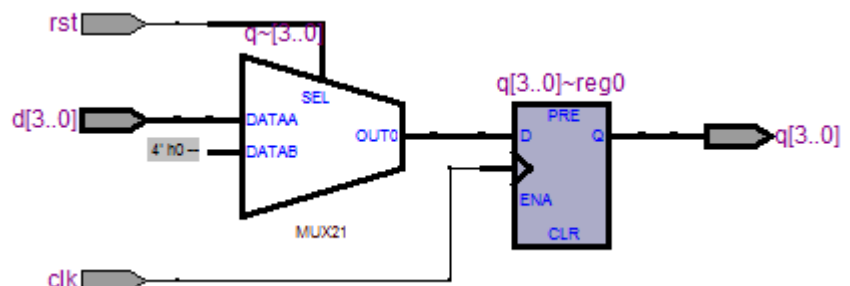 rst
q~[3..0]
q[3..0]~reg0
SEL
PRE
d[3..0]
DATAA
OUT0
D
Q
q[3..0]
4' h0
DATAB
ENA
MUX21
CLR
clk